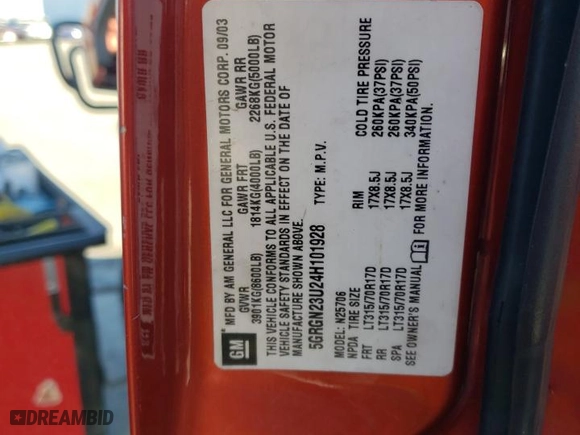 GM
MFD BY AM GENERAL LLC FOR GENERAL MOTORS CORP. 09/03
GVWR GAWR FRT GAWR RR
3901KG(8600LB) 1814KG(4000LB) 2268KG(5000LB)
THIS VEHICLE CONFORMS TO ALL APPLICABLE U.S. FEDERAL MOTOR
VEHICLE SAFETY STANDARDS IN EFFECT ON THE DATE OF
MANUFACTURE SHOWN ABOVE.
5GRGN23U24H101928 TYPE: M.P.V.
MODEL: N25706
NPDA TIRE SIZE RIM COLD TIRE PRESSURE
FRT LT315/70R17D 17X8.5J 260KPA(37PSI)
RR LT315/70R17D 17X8.5J 260KPA(37PSI)
SPA LT315/70R17D 17X8.5J 340KPA(50PSI)
SEE OWNER'S MANUAL FOR MORE INFORMATION.
DREAMBID